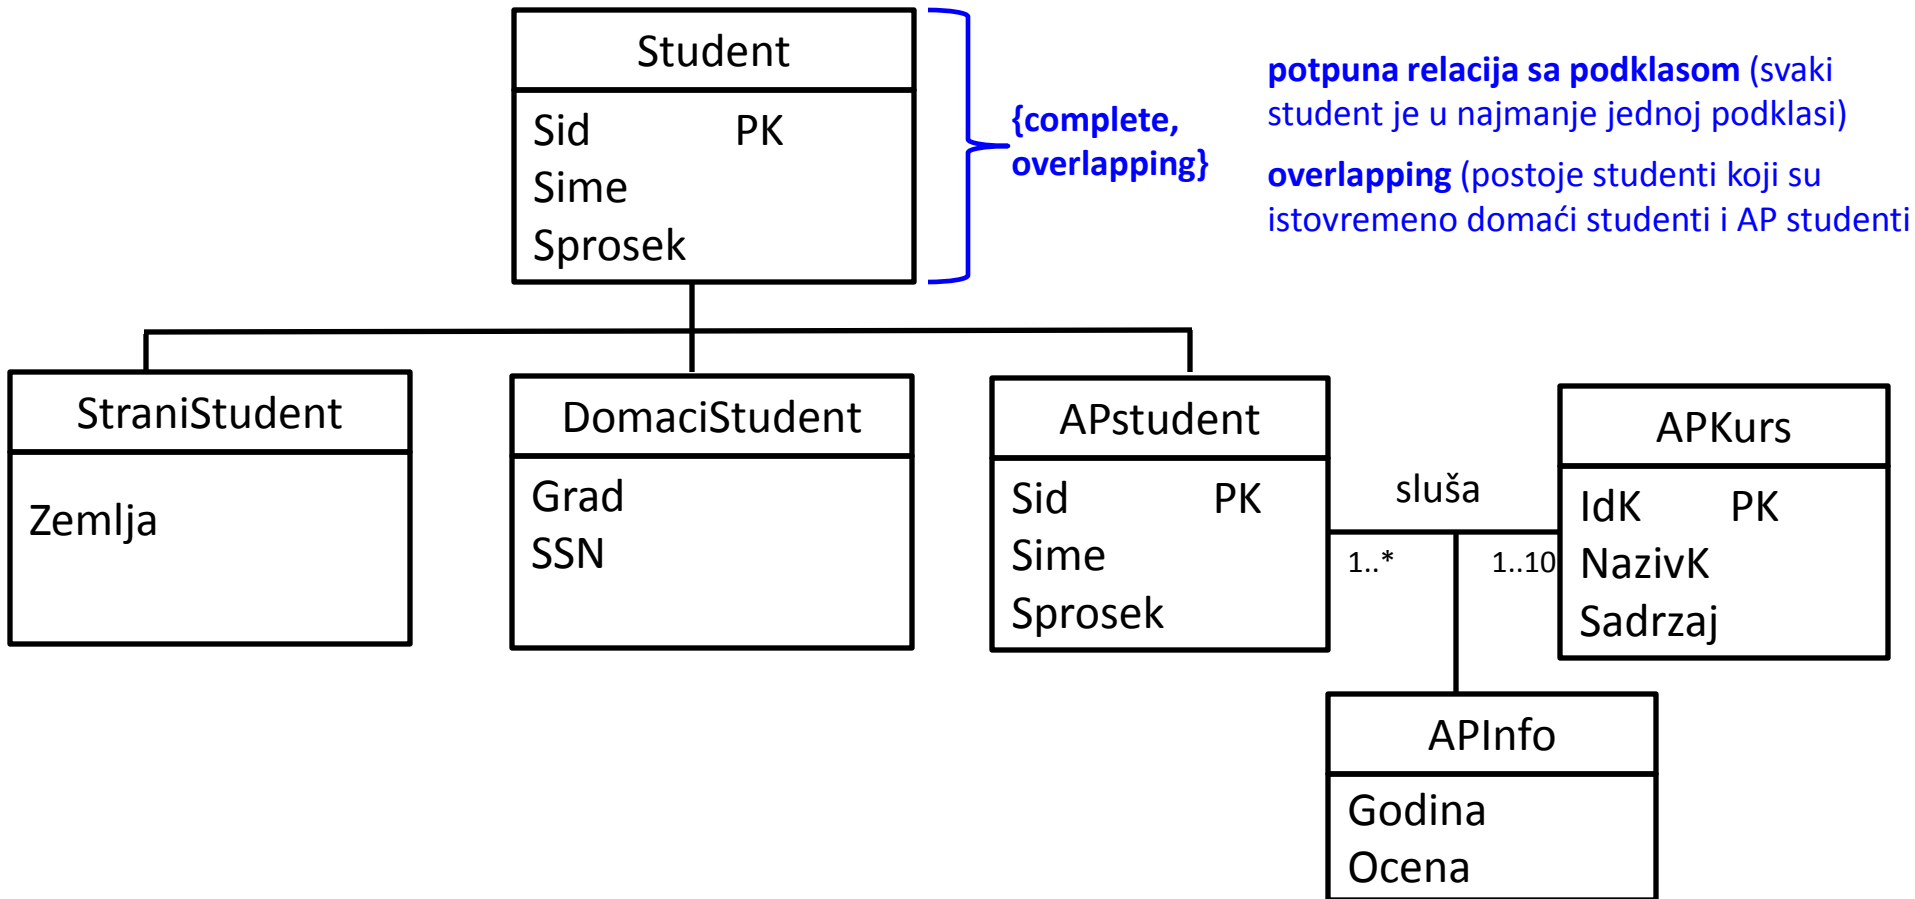 Student
Sid PK
Sime
Sprosek
{complete,
overlapping}
potpuna relacija sa podklasom (svaki
student je u najmanje jednoj podklasi)
overlapping (postoje studenti koji su
istovremeno domaći studenti i AP studenti
StraniStudent
Zemlja
DomaciStudent
Grad
SSN
APstudent
Sid PK
Sime
Sprosek
sluša
1..* 1..10
APKurs
IdK PK
NazivK
Sadrzaj
APInfo
Godina
Ocena